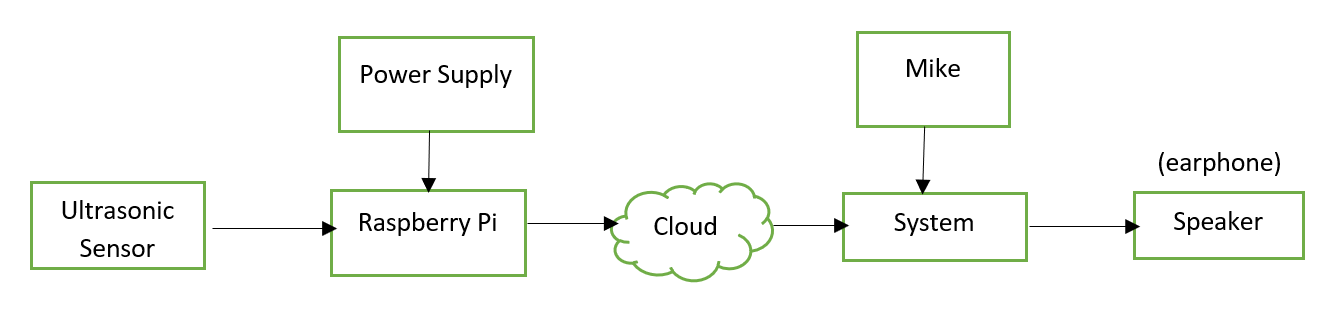 Power Supply
Mike
(earphone)
Ultrasonic
Sensor
Raspberry Pi
Cloud
System
Speaker